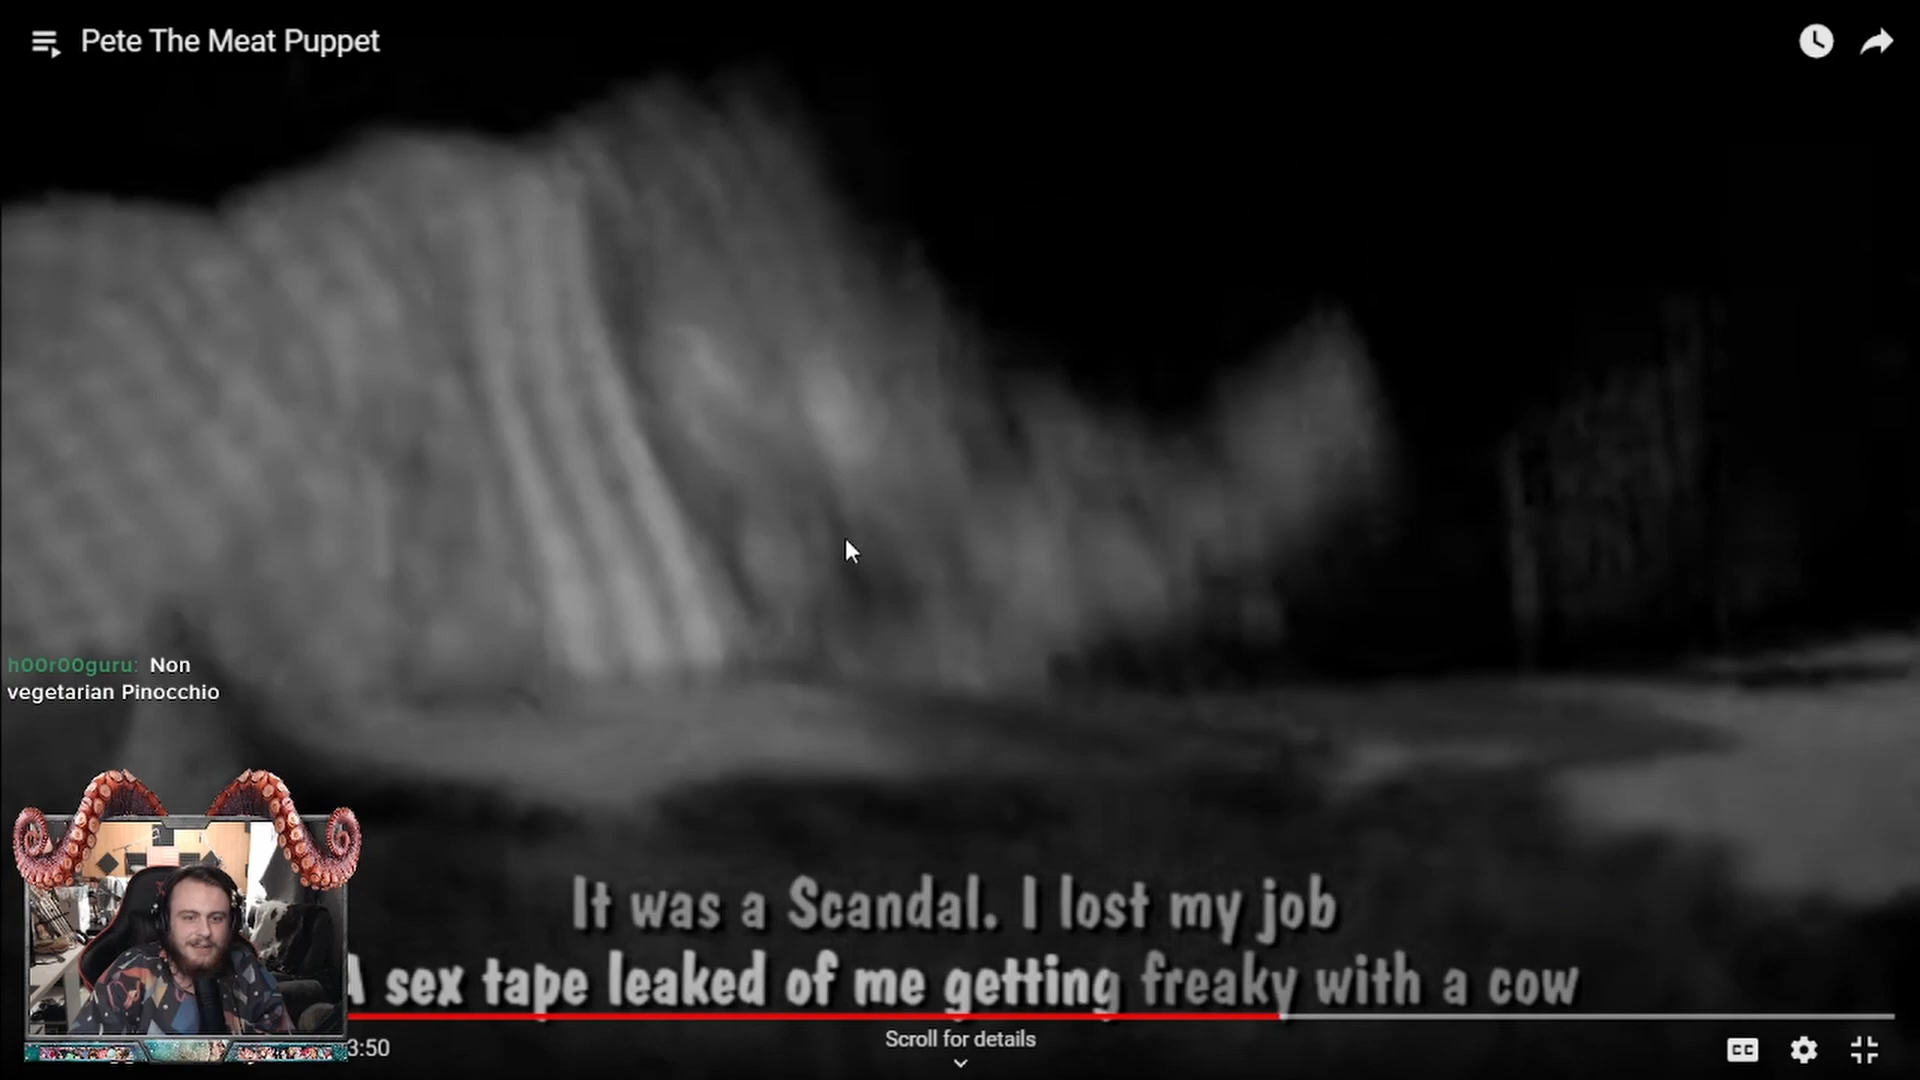 Pete The Meat Puppet
h00r00guru: Non
vegetarian Pinocchio
It was a Scandal. I lost my job
A sex tape leaked of me getting freaky with a cow
3:50
Scroll for details
CC